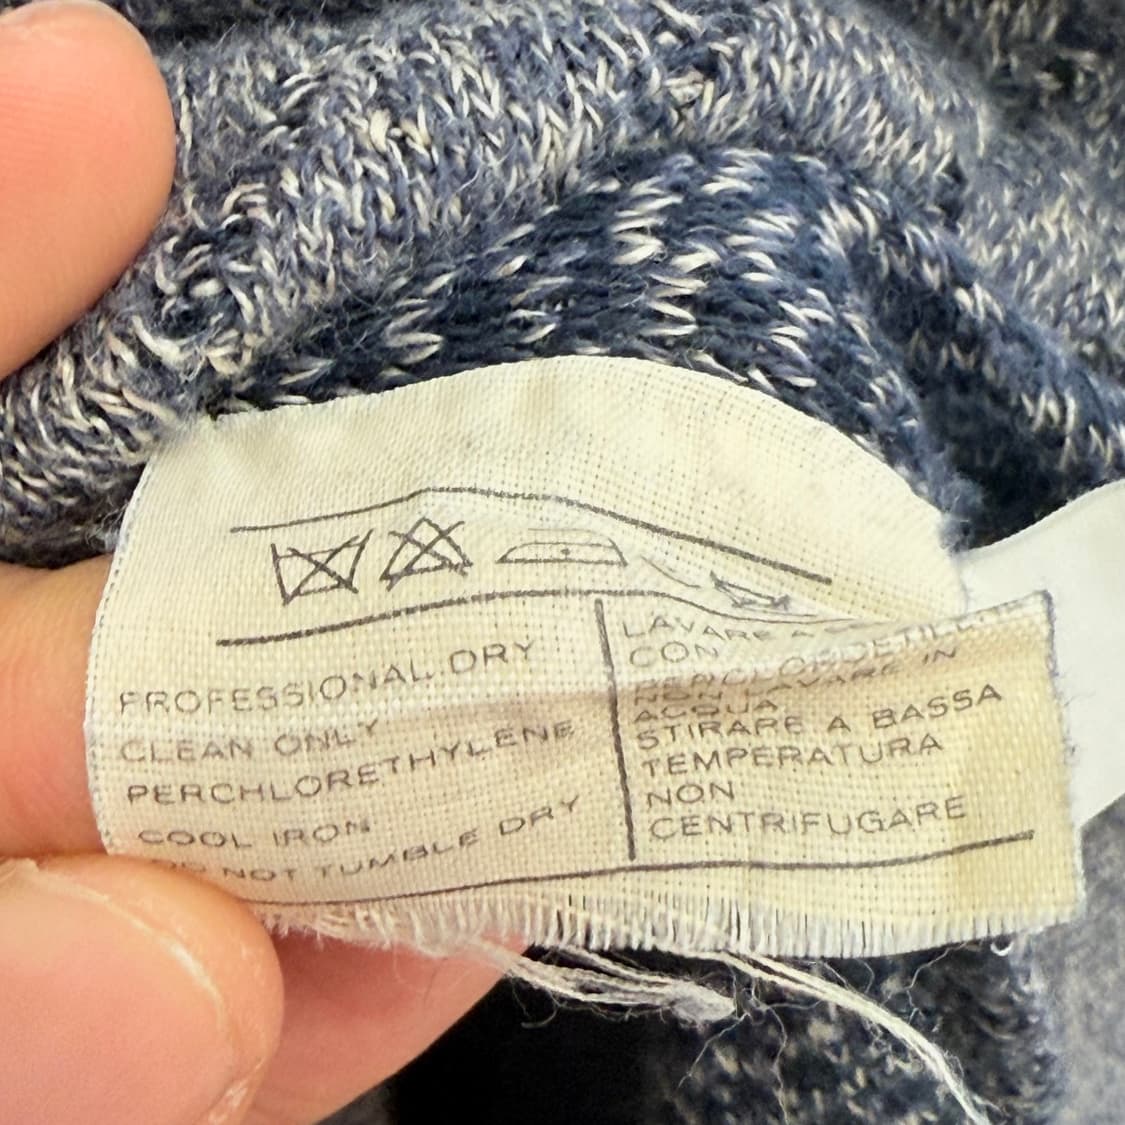 PROFESSIONAL DRY
CLEAN ONLY
PERCHLORETHYLENE
COOL IRON
DO NOT TUMBLE DRY
LAVARE A
CON
NON LAVARE IN
ACQUA
STIRARE A BASSA
TEMPERATURA
NON
CENTRIFUGARE